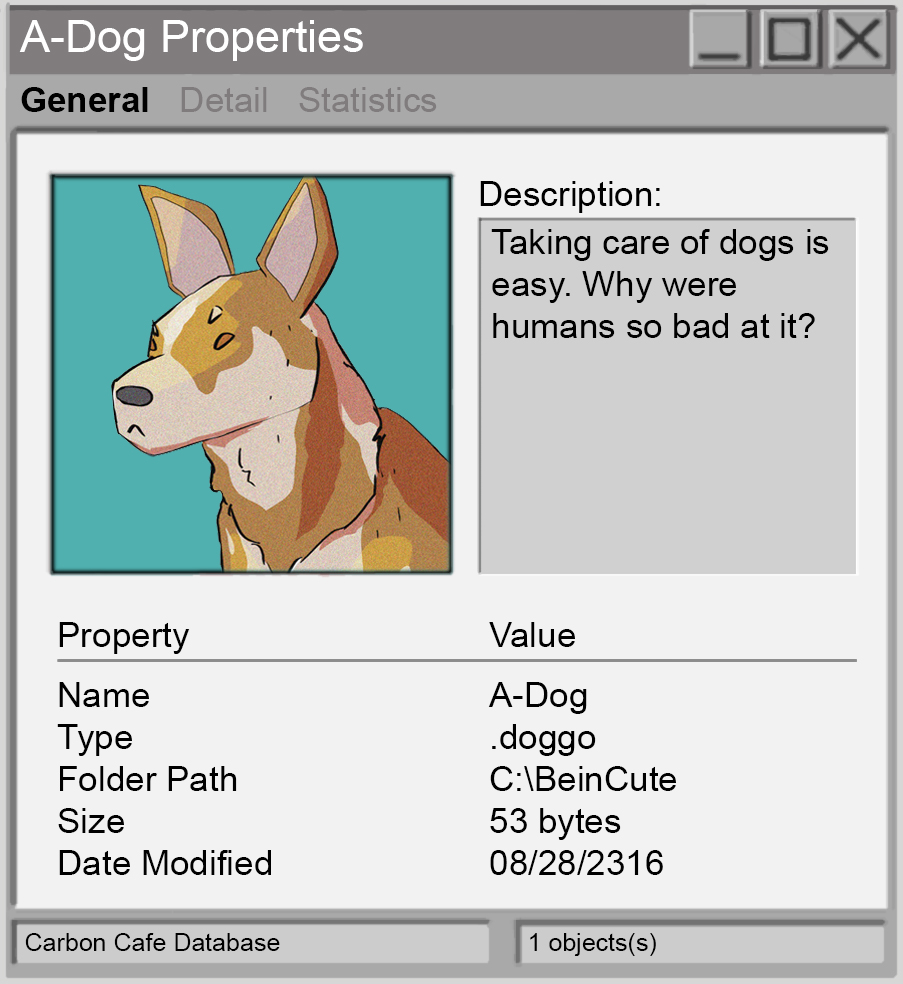 A-Dog Properties
General Detail Statistics
Description:
Taking care of dogs is
easy. Why were
humans so bad at it?
Property Value
Name A-Dog
Type .doggo
Folder Path C:\BeinCute
Size 53 bytes
Date Modified 08/28/2316
Carbon Cafe Database 1 objects(s)